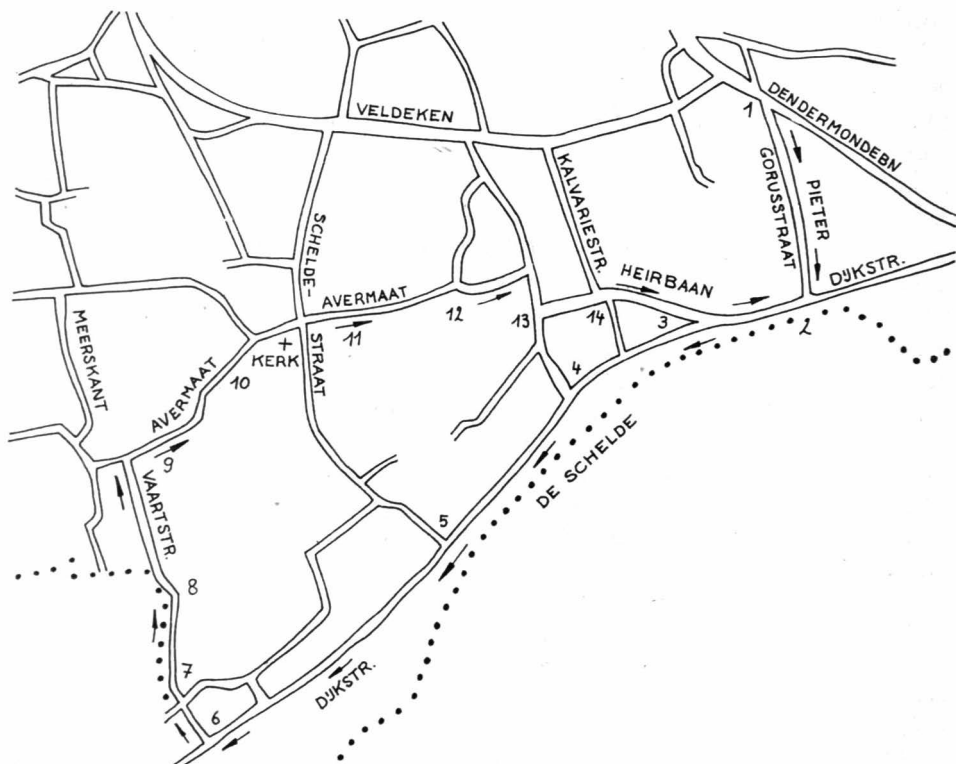 VELDEKEN
1
DENDERMONDEBN
KALVARIESTR.
GORUSSTRAAT
PIETER
SCHELDE-
STRAAT
HEIRBAAN
DIJKSTR.
AVERMAAT
11
12
13
14
3
2
MEERSKANT
+
KERK
10
AVERMAAT
9
4
DE SCHELDE
VAARTSTR.
5
8
7
6
DIJKSTR.